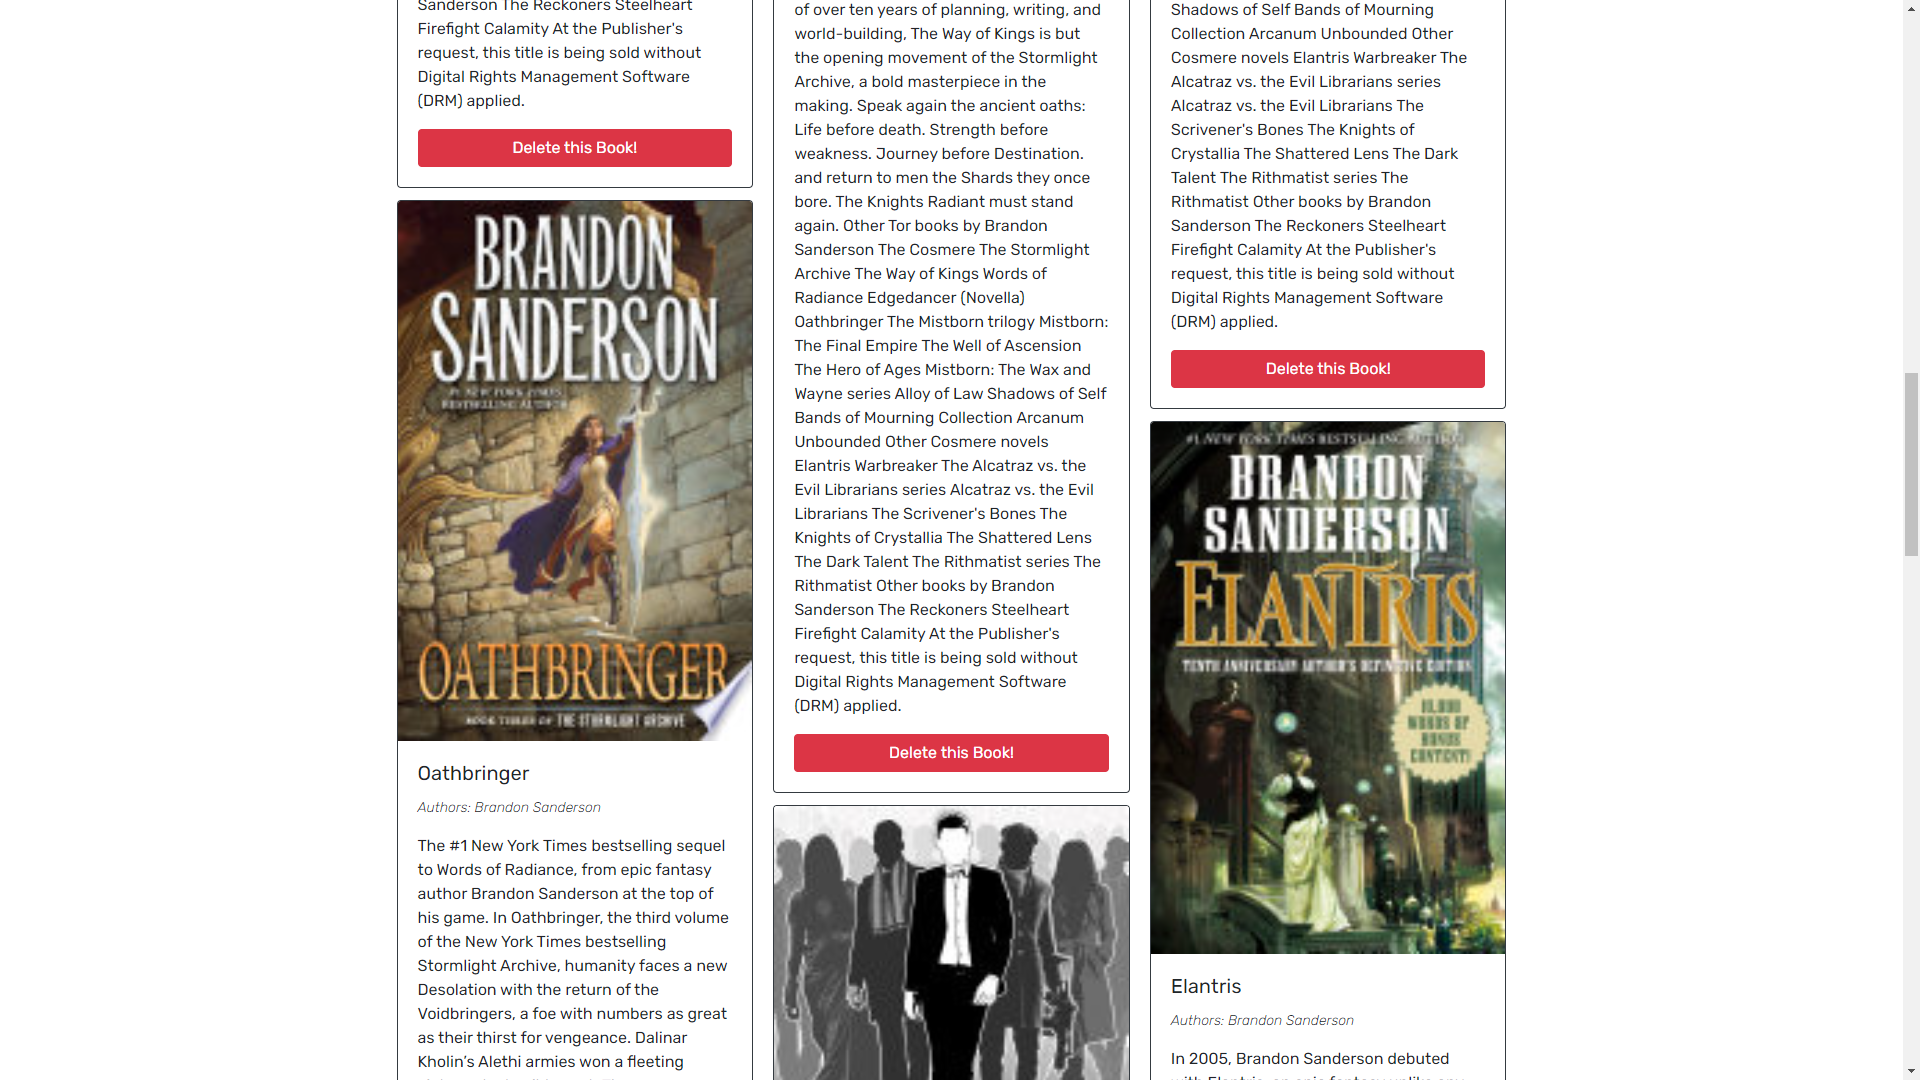 Sanderson The Reckoners Steelheart
Firefight Calamity At the Publisher's
request, this title is being sold without
Digital Rights Management Software
(DRM) applied.
Delete this Book!
BRANDON
SANDERSON
#1 NEW YORK TIMES
BESTSELLING AUTHOR
OATHBRINGER
BOOK THREE OF THE STORMLIGHT ARCHIVE
Oathbringer
Authors: Brandon Sanderson
The #1 New York Times bestselling sequel
to Words of Radiance, from epic fantasy
author Brandon Sanderson at the top of
his game. In Oathbringer, the third volume
of the New York Times bestselling
Stormlight Archive, humanity faces a new
Desolation with the return of the
Voidbringers, a foe with numbers as great
as their thirst for vengeance. Dalinar
Kholin’s Alethi armies won a fleeting
of over ten years of planning, writing, and
world-building, The Way of Kings is but
the opening movement of the Stormlight
Archive, a bold masterpiece in the
making. Speak again the ancient oaths:
Life before death. Strength before
weakness. Journey before Destination.
and return to men the Shards they once
bore. The Knights Radiant must stand
again. Other Tor books by Brandon
Sanderson The Cosmere The Stormlight
Archive The Way of Kings Words of
Radiance Edgedancer (Novella)
Oathbringer The Mistborn trilogy Mistborn:
The Final Empire The Well of Ascension
The Hero of Ages Mistborn: The Wax and
Wayne series Alloy of Law Shadows of Self
Bands of Mourning Collection Arcanum
Unbounded Other Cosmere novels
Elantris Warbreaker The Alcatraz vs. the
Evil Librarians series Alcatraz vs. the Evil
Librarians The Scrivener's Bones The
Knights of Crystallia The Shattered Lens
The Dark Talent The Rithmatist series The
Rithmatist Other books by Brandon
Sanderson The Reckoners Steelheart
Firefight Calamity At the Publisher's
request, this title is being sold without
Digital Rights Management Software
(DRM) applied.
Delete this Book!
Shadows of Self Bands of Mourning
Collection Arcanum Unbounded Other
Cosmere novels Elantris Warbreaker The
Alcatraz vs. the Evil Librarians series
Alcatraz vs. the Evil Librarians The
Scrivener's Bones The Knights of
Crystallia The Shattered Lens The Dark
Talent The Rithmatist series The
Rithmatist Other books by Brandon
Sanderson The Reckoners Steelheart
Firefight Calamity At the Publisher's
request, this title is being sold without
Digital Rights Management Software
(DRM) applied.
Delete this Book!
#1 NEW YORK TIMES BESTSELLING AUTHOR
BRANDON
SANDERSON
ELANTRIS
TENTH ANNIVERSARY AUTHOR'S DEFINITIVE EDITION
10,000
WORDS OF
BONUS
CONTENT!
Elantris
Authors: Brandon Sanderson
In 2005, Brandon Sanderson debuted